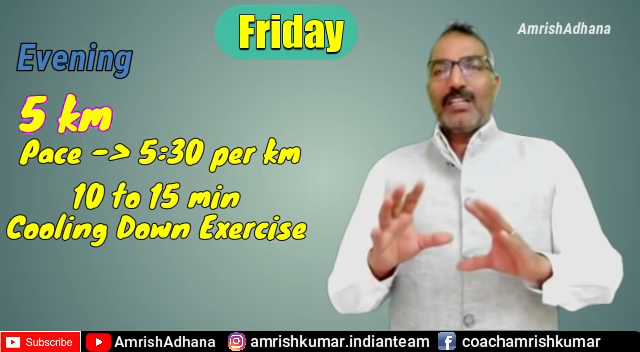 Friday
AmrishAdhana
Evening
5 km
Pace -> 5:30 per km
10 to 15 min
Cooling Down Exercise
Subscribe AmrishAdhana amrishkumar.indianteam coachamrishkumar